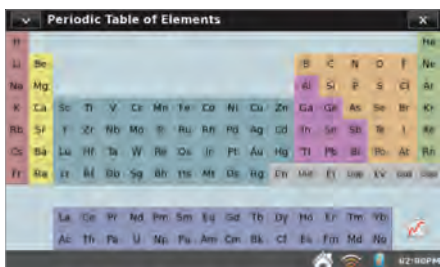 Periodic Table of Elements
H He
Li Be B C N O F Ne
Na Mg Al Si P S Cl Ar
K Ca Sc Ti V Cr Mn Fe Co Ni Cu Zn Ga Ge As Se Br Kr
Rb Sr Y Zr Nb Mo Ru Rh Pd Ag Cd In Sn Sb Te I Xe
Cs Ba Lu Hf Ta W Re Os Ir Pt Au Hg Tl Pb Bi Po At Rn
Fr Ra Lr Rf Db Sg Bh Hs Mt Ds Rg Cn Fl Lv
La Ce Pr Nd Pm Sm Eu Gd Tb Dy Ho Er Tm Yb
Ac Th Pa U Np Pu Am Cm Bk Cf Es Fm Md No
02:00PM